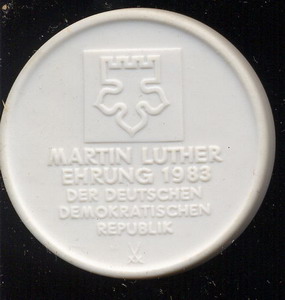 MARTIN LUTHER
EHRUNG 1983
DER DEUTSCHEN
DEMOKRATISCHEN
REPUBLIK